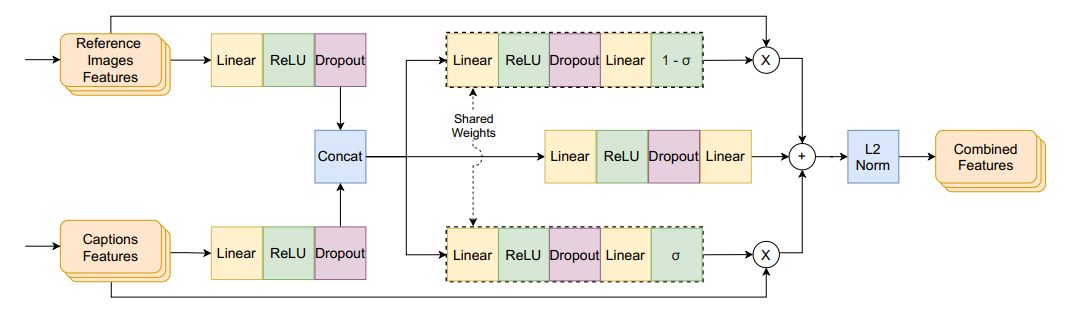 Reference
Images
Features
Linear
ReLU
Dropout
Linear
ReLU
Dropout
Linear
1 - σ
X
Shared
Weights
Concat
Linear
ReLU
Dropout
Linear
+
L2
Norm
Combined
Features
Captions
Features
Linear
ReLU
Dropout
Linear
ReLU
Dropout
Linear
σ
X